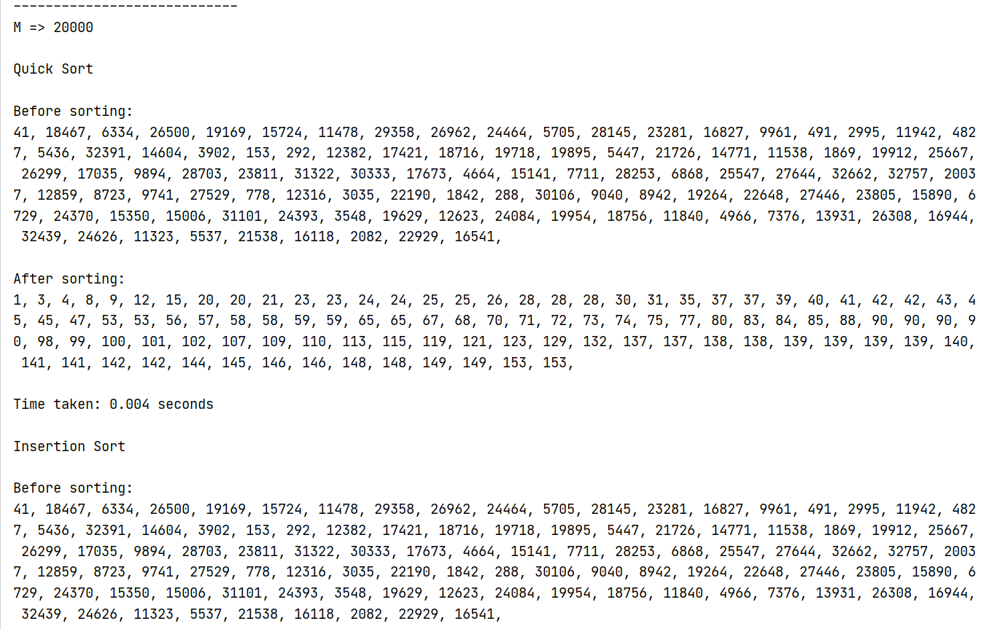 ----------------------------
M => 20000
Quick Sort
Before sorting:
41, 18467, 6334, 26500, 19169, 15724, 11478, 29358, 26962, 24464, 5705, 28145, 23281, 16827, 9961, 491, 2995, 11942, 482
7, 5436, 32391, 14604, 3902, 153, 292, 12382, 17421, 18716, 19718, 19895, 5447, 21726, 14771, 11538, 1869, 19912, 25667,
26299, 17035, 9894, 28703, 23811, 31322, 30333, 17673, 4664, 15141, 7711, 28253, 6868, 25547, 27644, 32662, 32757, 2003
7, 12859, 8723, 9741, 27529, 778, 12316, 3035, 22190, 1842, 288, 30106, 9040, 8942, 19264, 22648, 27446, 23805, 15890, 6
729, 24370, 15350, 15006, 31101, 24393, 3548, 19629, 12623, 24084, 19954, 18756, 11840, 4966, 7376, 13931, 26308, 16944,
32439, 24626, 11323, 5537, 21538, 16118, 2082, 22929, 16541,
After sorting:
1, 3, 4, 8, 9, 12, 15, 20, 20, 21, 23, 23, 24, 24, 25, 25, 26, 28, 28, 28, 30, 31, 35, 37, 37, 39, 40, 41, 42, 42, 43, 4
5, 45, 47, 53, 53, 56, 57, 58, 58, 59, 59, 65, 65, 67, 68, 70, 71, 72, 73, 74, 75, 77, 80, 83, 84, 85, 88, 90, 90, 90, 9
0, 98, 99, 100, 101, 102, 107, 109, 110, 113, 115, 119, 121, 123, 129, 132, 137, 137, 138, 138, 139, 139, 139, 139, 140,
141, 141, 142, 142, 144, 145, 146, 146, 148, 148, 149, 149, 153, 153,
Time taken: 0.004 seconds
Insertion Sort
Before sorting:
41, 18467, 6334, 26500, 19169, 15724, 11478, 29358, 26962, 24464, 5705, 28145, 23281, 16827, 9961, 491, 2995, 11942, 482
7, 5436, 32391, 14604, 3902, 153, 292, 12382, 17421, 18716, 19718, 19895, 5447, 21726, 14771, 11538, 1869, 19912, 25667,
26299, 17035, 9894, 28703, 23811, 31322, 30333, 17673, 4664, 15141, 7711, 28253, 6868, 25547, 27644, 32662, 32757, 2003
7, 12859, 8723, 9741, 27529, 778, 12316, 3035, 22190, 1842, 288, 30106, 9040, 8942, 19264, 22648, 27446, 23805, 15890, 6
729, 24370, 15350, 15006, 31101, 24393, 3548, 19629, 12623, 24084, 19954, 18756, 11840, 4966, 7376, 13931, 26308, 16944,
32439, 24626, 11323, 5537, 21538, 16118, 2082, 22929, 16541,